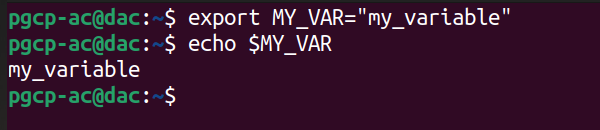 pgcp-ac@dac:~$ export MY_VAR="my_variable"
pgcp-ac@dac:~$ echo $MY_VAR
my_variable
pgcp-ac@dac:~$